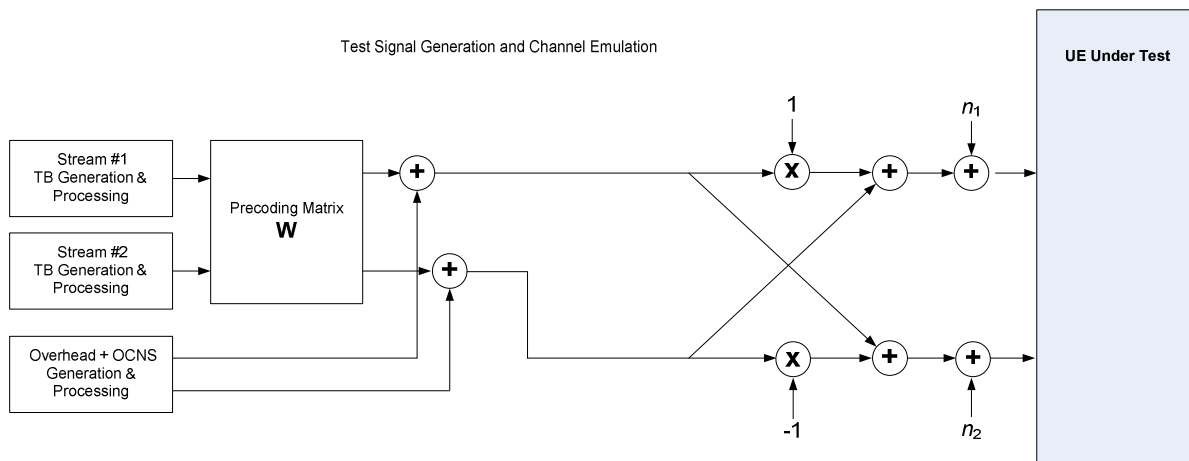 Test Signal Generation and Channel Emulation
UE Under Test
1
n1
Stream #1
TB Generation &
Processing
+
x
+
+
Precoding Matrix
W
Stream #2
TB Generation &
Processing
+
Overhead + OCNS
Generation &
Processing
x
+
+
-1
n2